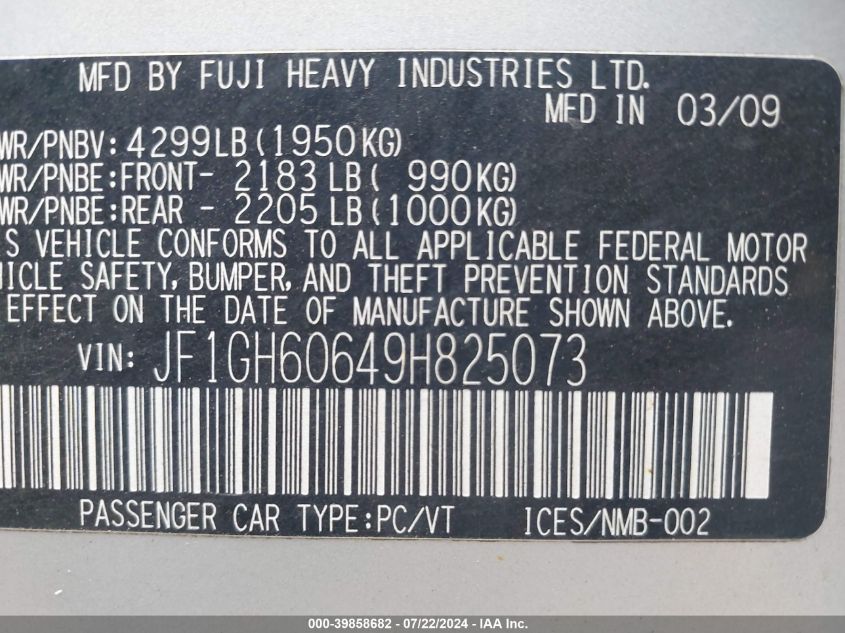 MFD BY FUJI HEAVY INDUSTRIES LTD.
MFD IN 03/09
WR/PNBV: 4299LB (1950KG)
WR/PNBE:FRONT- 2183 LB ( 990KG)
WR/PNBE:REAR - 2205 LB (1000KG)
S VEHICLE CONFORMS TO ALL APPLICABLE FEDERAL MOTOR
ICLE SAFETY, BUMPER, AND THEFT PREVENTION STANDARDS
EFFECT ON THE DATE OF MANUFACTURE SHOWN ABOVE.
VIN: JF1GH60649H825073
PASSENGER CAR TYPE:PC/VT ICES/NMB-002
000-39858682 - 07/22/2024 - IAA Inc.